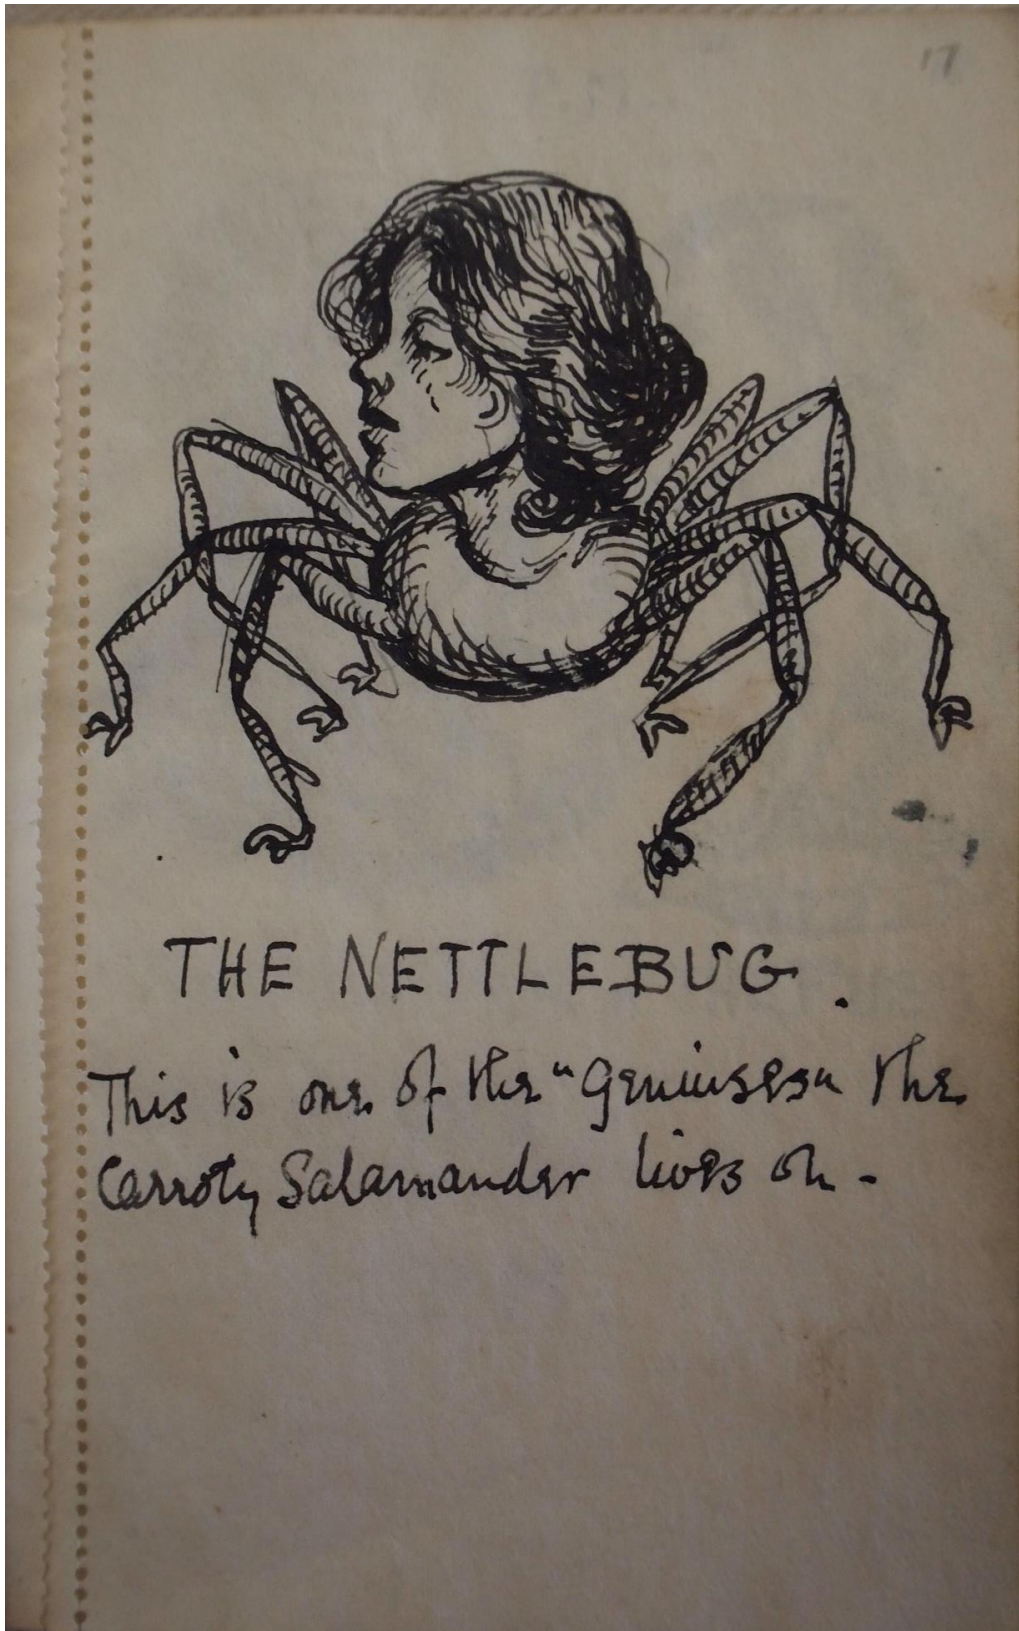 17
THE NETTLEBUG.
This is one of the "Geniuses" the
Carroty Salamander lives on -